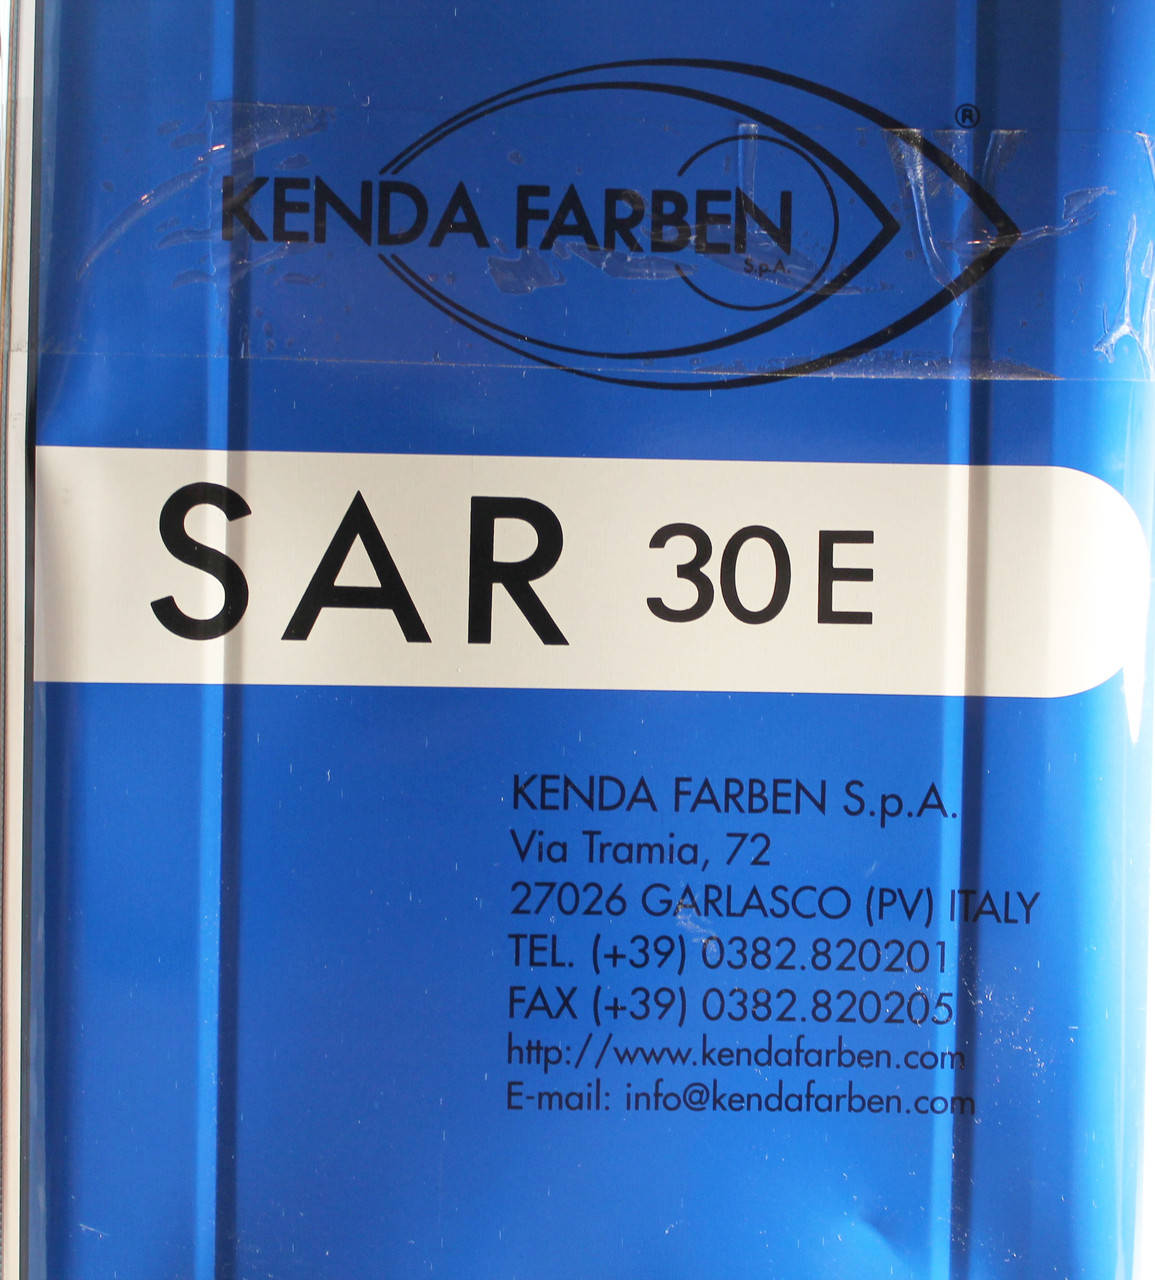 KENDA FARBEN ®
S.p.A.
SAR 30 E
KENDA FARBEN S.p.A.
Via Tramia, 72
27026 GARLASCO (PV) ITALY
TEL. (+39) 0382.820201
FAX (+39) 0382.820205
http://www.kendafarben.com
E-mail: info@kendafarben.com